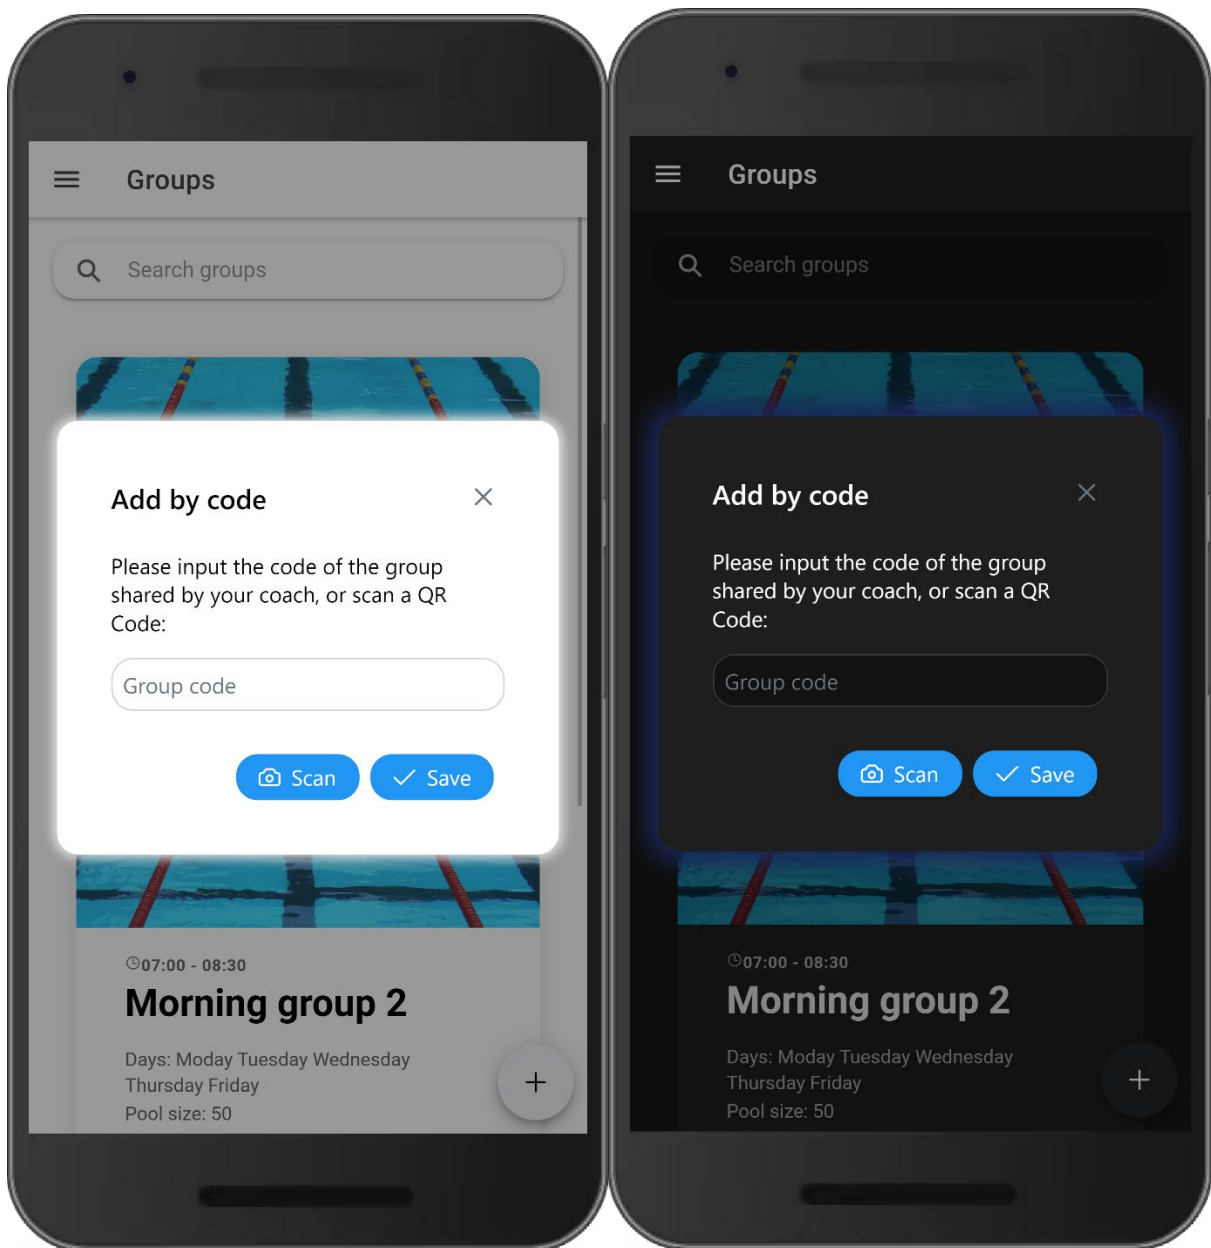 Groups
Search groups
Add by code
Please input the code of the group
shared by your coach, or scan a QR
Code:
Group code
Scan
Save
07:00 - 08:30
Morning group 2
Days: Moday Tuesday Wednesday
Thursday Friday
Pool size: 50
Groups
Search groups
Add by code
Please input the code of the group
shared by your coach, or scan a QR
Code:
Group code
Scan
Save
07:00 - 08:30
Morning group 2
Days: Moday Tuesday Wednesday
Thursday Friday
Pool size: 50